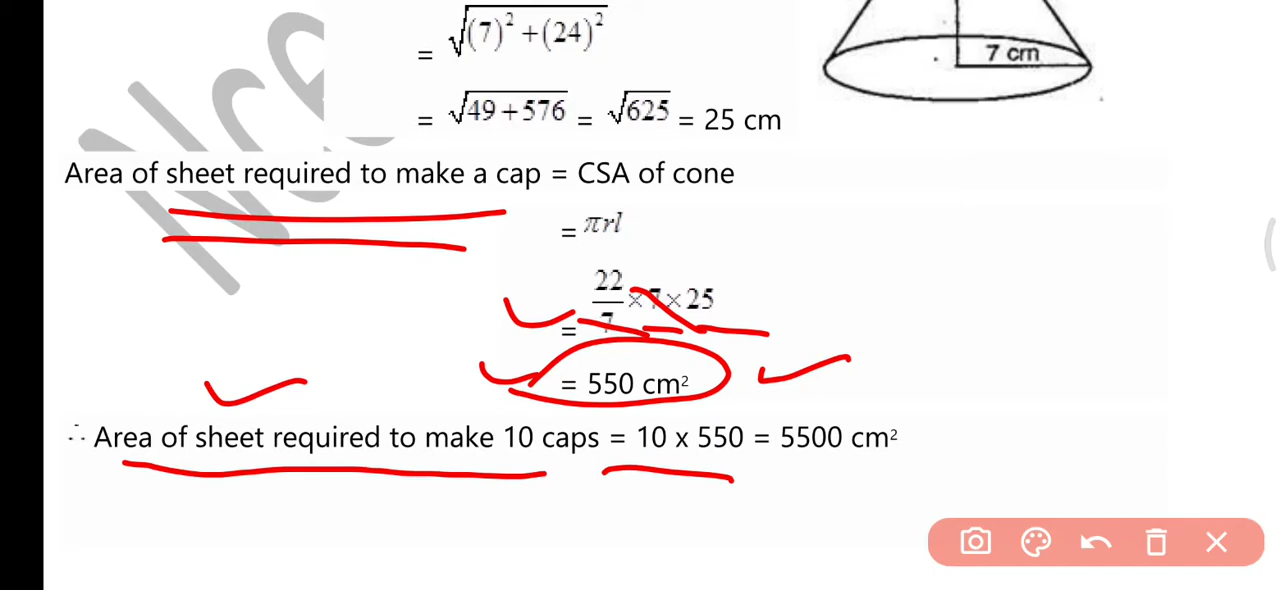 = √(7)² + (24)²
7 cm
= √49 + 576 = √625 = 25 cm
Area of sheet required to make a cap = CSA of cone
= πrl
= 22/7 × 7 × 25
= 550 cm²
∴ Area of sheet required to make 10 caps = 10 x 550 = 5500 cm²